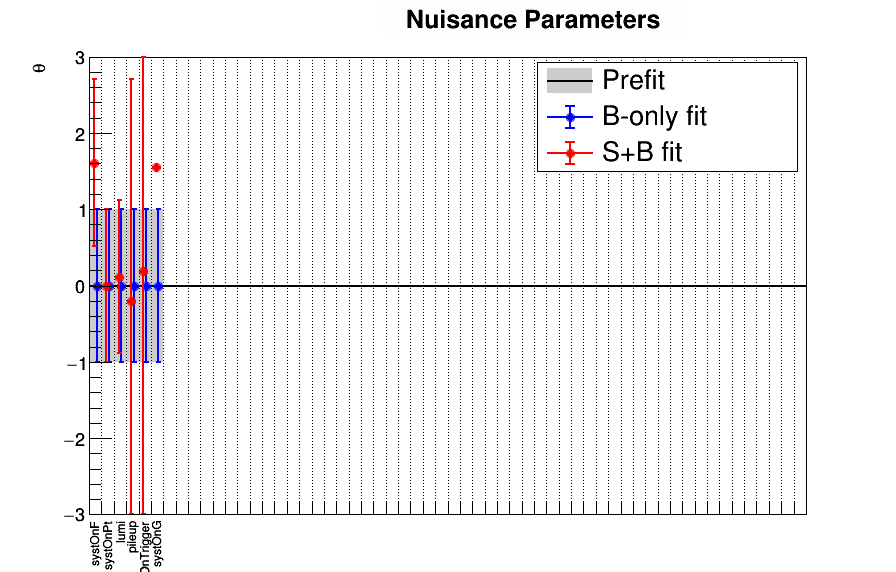 Nuisance Parameters
θ
Prefit
B-only fit
S+B fit
3
2
1
0
−1
−2
−3
systOnF
systOnPt
lumi
pileup
OnTrigger
systOnG